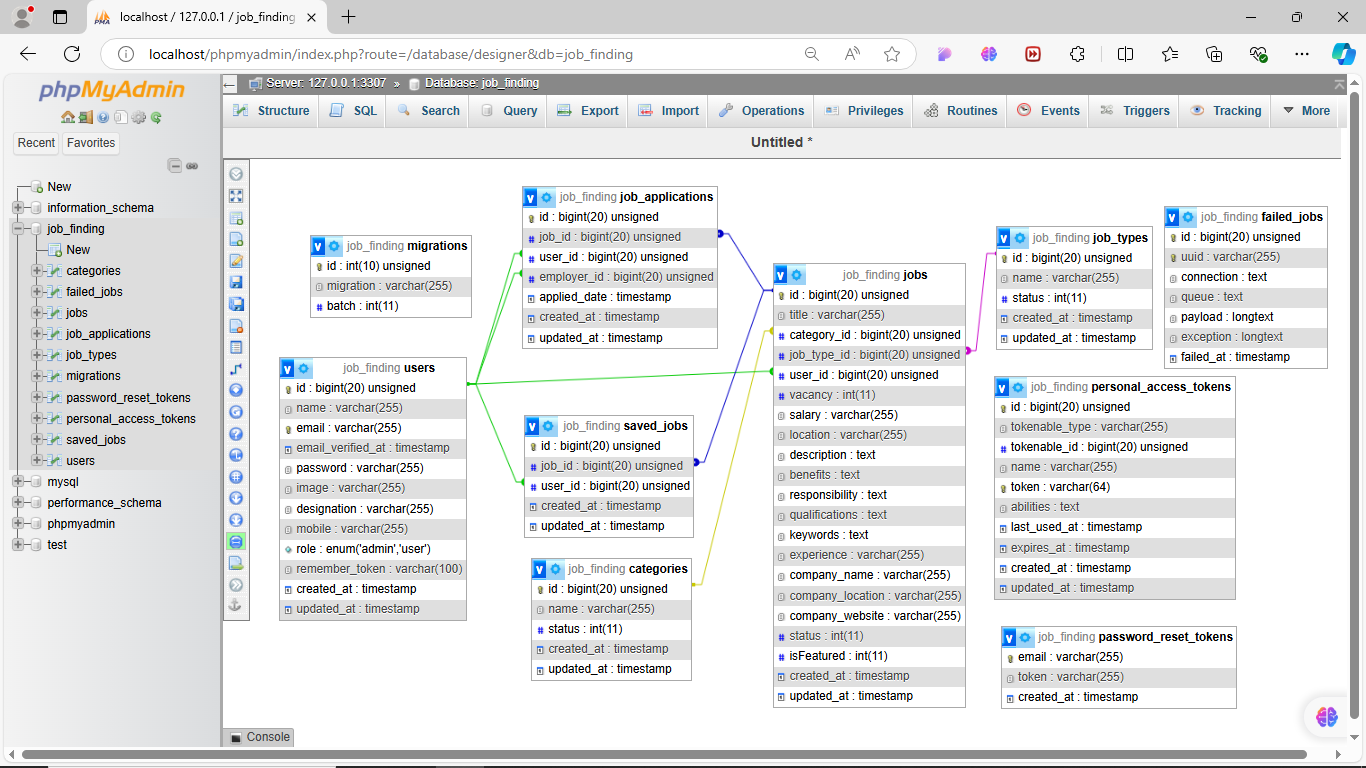 localhost / 127.0.0.1 / job_finding
localhost/phpmyadmin/index.php?route=/database/designer&db=job_finding
phpMyAdmin
Recent
Favorites
New
information_schema
job_finding
New
categories
failed_jobs
jobs
job_applications
job_types
migrations
password_reset_tokens
personal_access_tokens
saved_jobs
users
mysql
performance_schema
phpmyadmin
test
Server: 127.0.0.1:3307 » Database: job_finding
Structure SQL Search Query Export Import Operations Privileges Routines Events Triggers Tracking More
Untitled *
v job_finding migrations
id : int(10) unsigned
migration : varchar(255)
# batch : int(11)
v job_finding users
id : bigint(20) unsigned
name : varchar(255)
email : varchar(255)
email_verified_at : timestamp
password : varchar(255)
image : varchar(255)
designation : varchar(255)
mobile : varchar(255)
role : enum('admin','user')
remember_token : varchar(100)
created_at : timestamp
updated_at : timestamp
v job_finding job_applications
id : bigint(20) unsigned
# job_id : bigint(20) unsigned
# user_id : bigint(20) unsigned
# employer_id : bigint(20) unsigned
applied_date : timestamp
created_at : timestamp
updated_at : timestamp
v job_finding saved_jobs
id : bigint(20) unsigned
# job_id : bigint(20) unsigned
# user_id : bigint(20) unsigned
created_at : timestamp
updated_at : timestamp
v job_finding categories
id : bigint(20) unsigned
name : varchar(255)
# status : int(11)
created_at : timestamp
updated_at : timestamp
v job_finding jobs
id : bigint(20) unsigned
title : varchar(255)
# category_id : bigint(20) unsigned
# job_type_id : bigint(20) unsigned
# user_id : bigint(20) unsigned
# vacancy : int(11)
salary : varchar(255)
location : varchar(255)
description : text
benefits : text
responsibility : text
qualifications : text
keywords : text
experience : varchar(255)
company_name : varchar(255)
company_location : varchar(255)
company_website : varchar(255)
# status : int(11)
# isFeatured : int(11)
created_at : timestamp
updated_at : timestamp
v job_finding job_types
id : bigint(20) unsigned
name : varchar(255)
# status : int(11)
created_at : timestamp
updated_at : timestamp
v job_finding failed_jobs
id : bigint(20) unsigned
uuid : varchar(255)
connection : text
queue : text
payload : longtext
exception : longtext
failed_at : timestamp
v job_finding personal_access_tokens
id : bigint(20) unsigned
tokenable_type : varchar(255)
# tokenable_id : bigint(20) unsigned
name : varchar(255)
token : varchar(64)
abilities : text
last_used_at : timestamp
expires_at : timestamp
created_at : timestamp
updated_at : timestamp
v job_finding password_reset_tokens
email : varchar(255)
token : varchar(255)
created_at : timestamp
Console